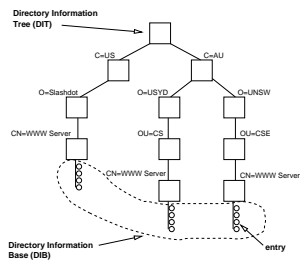 Directory Information
Tree (DIT)
C=US
C=AU
O=Slashdot
O=USYD
O=UNSW
CN=WWW Server
OU=CS
OU=CSE
CN=WWW Server
CN=WWW Server
Directory Information
Base (DIB)
entry